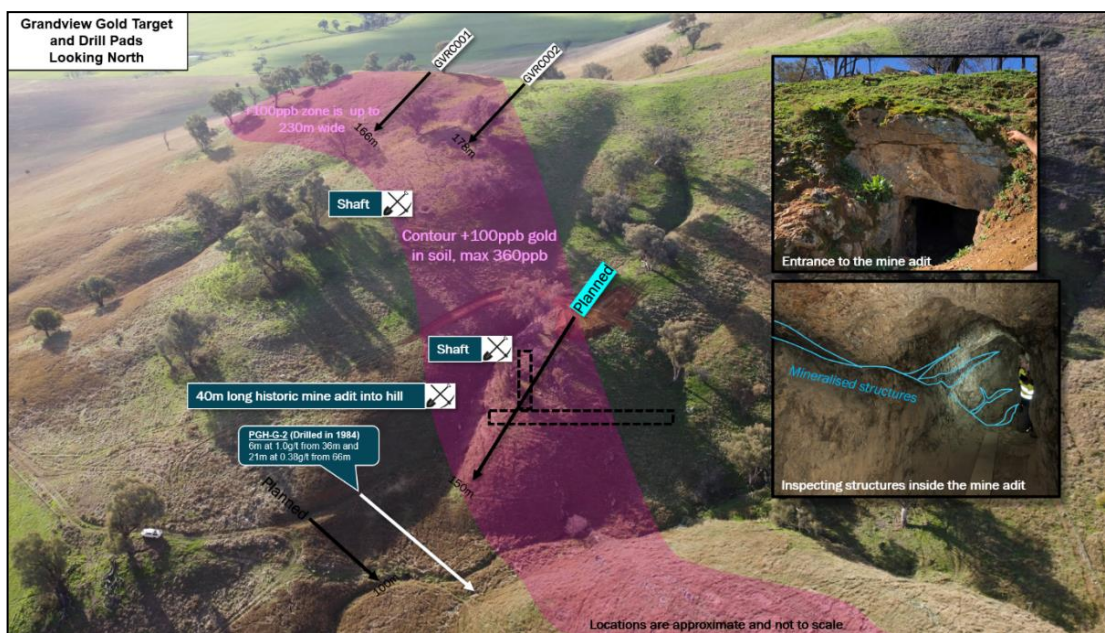 Grandview Gold Target
and Drill Pads
Looking North
GVRC001
GVRC002
+100ppb zone is up to
230m wide
166m
178m
Shaft
Contour +100ppb gold
in soil, max 360ppb
Planned
Shaft
40m long historic mine adit into hill
PGH-G-2 (Drilled in 1984)
6m at 1.0g/t from 36m and
21m at 0.38g/t from 66m
150m
Planned
100m
Entrance to the mine adit
Mineralised structures
Inspecting structures inside the mine adit
Locations are approximate and not to scale.